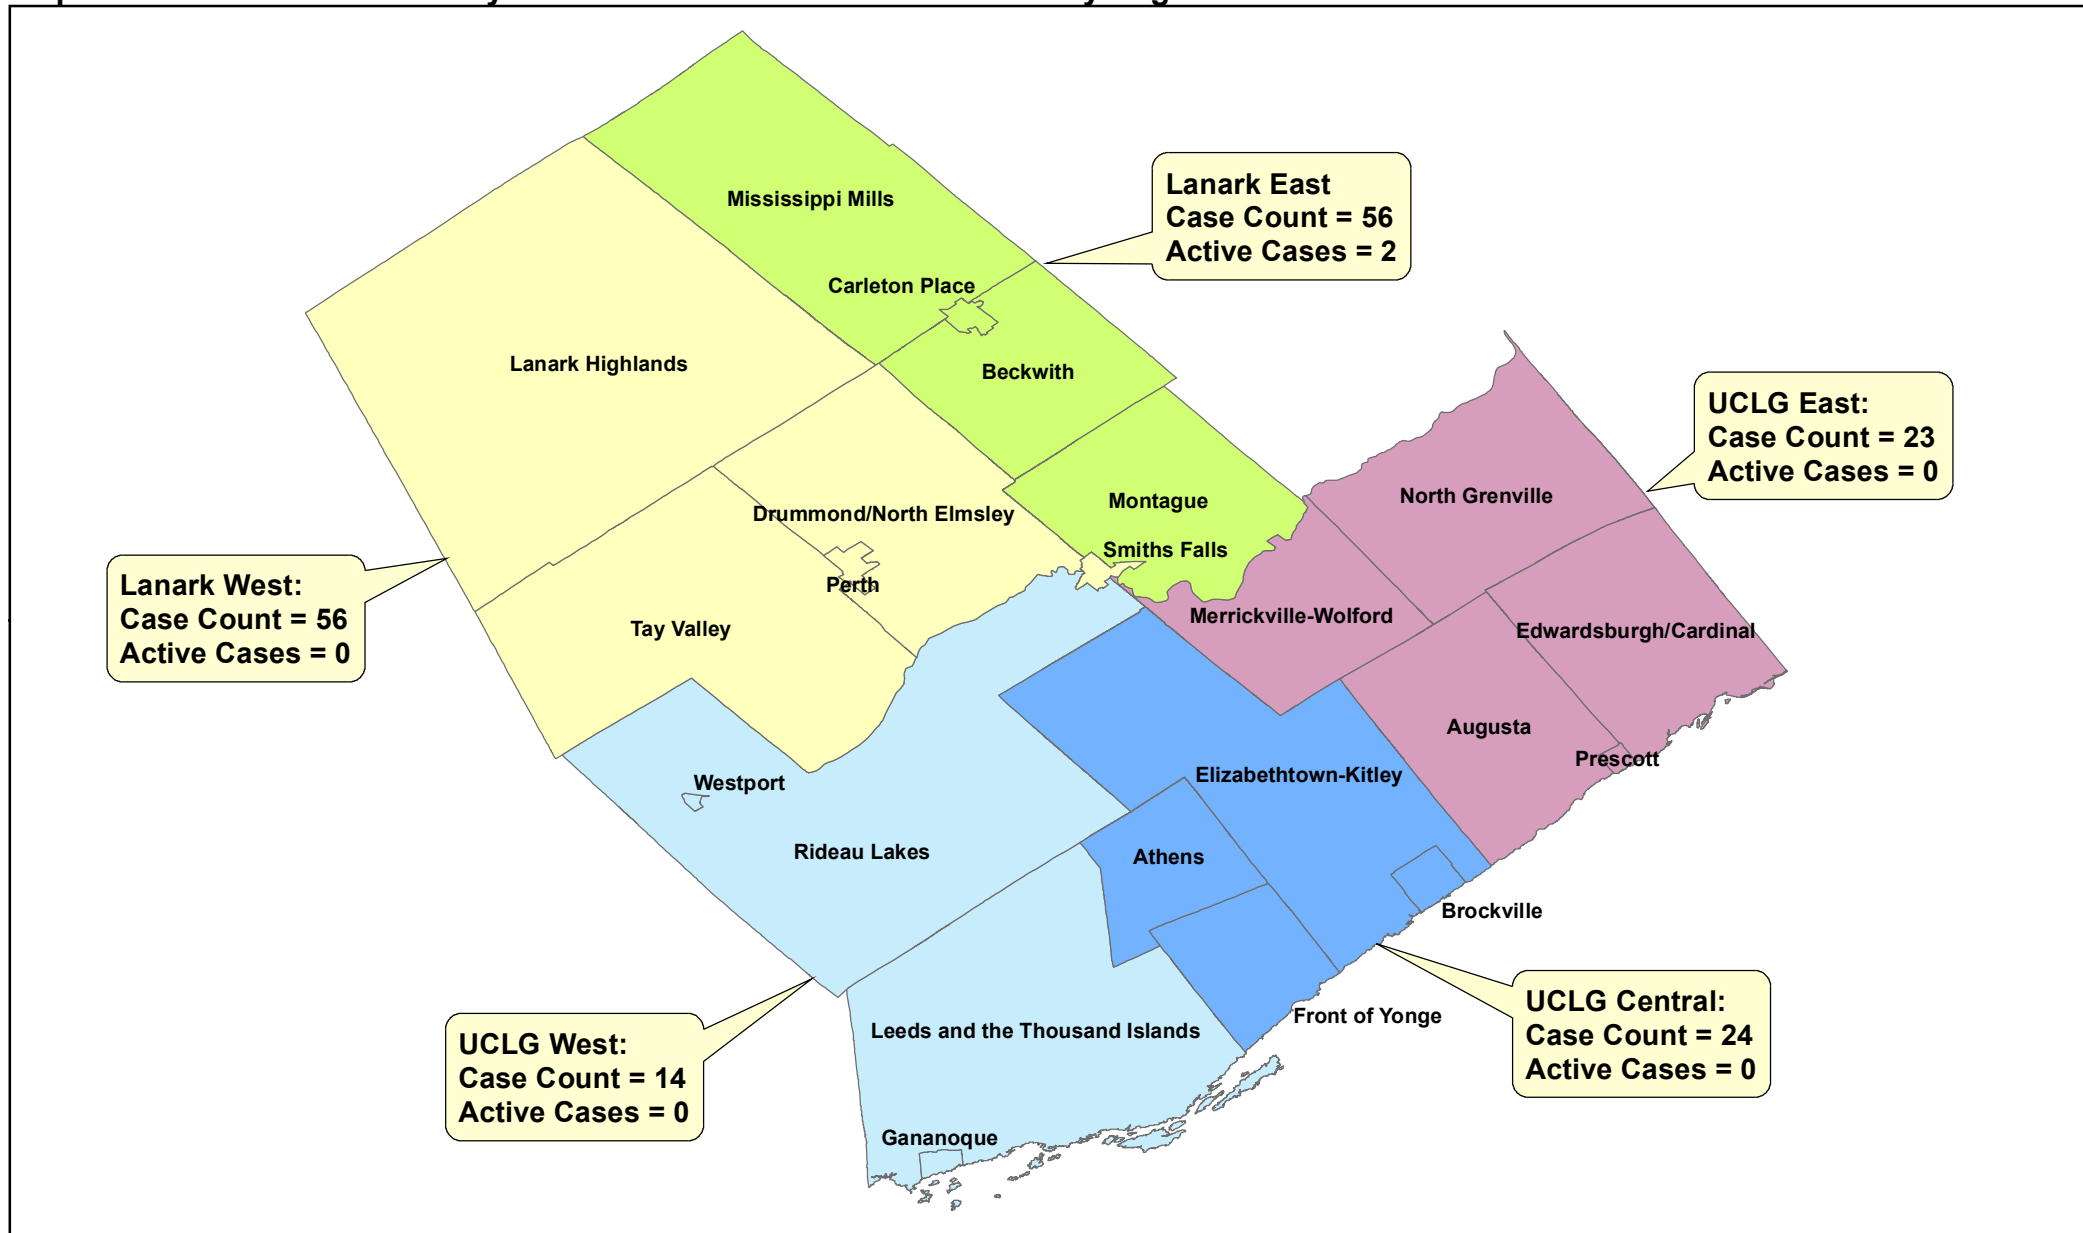 Mississippi Mills
Lanark East
Case Count = 56
Active Cases = 2
Carleton Place
Lanark Highlands
Beckwith
UCLG East:
Case Count = 23
Active Cases = 0
North Grenville
Montague
Drummond/North Elmsley
Smiths Falls
Perth
Lanark West:
Case Count = 56
Active Cases = 0
Tay Valley
Merrickville-Wolford
Edwardsburgh/Cardinal
Augusta
Prescott
Elizabethtown-Kitley
Westport
Rideau Lakes
Athens
Brockville
UCLG Central:
Case Count = 24
Active Cases = 0
Front of Yonge
Leeds and the Thousand Islands
UCLG West:
Case Count = 14
Active Cases = 0
Gananoque